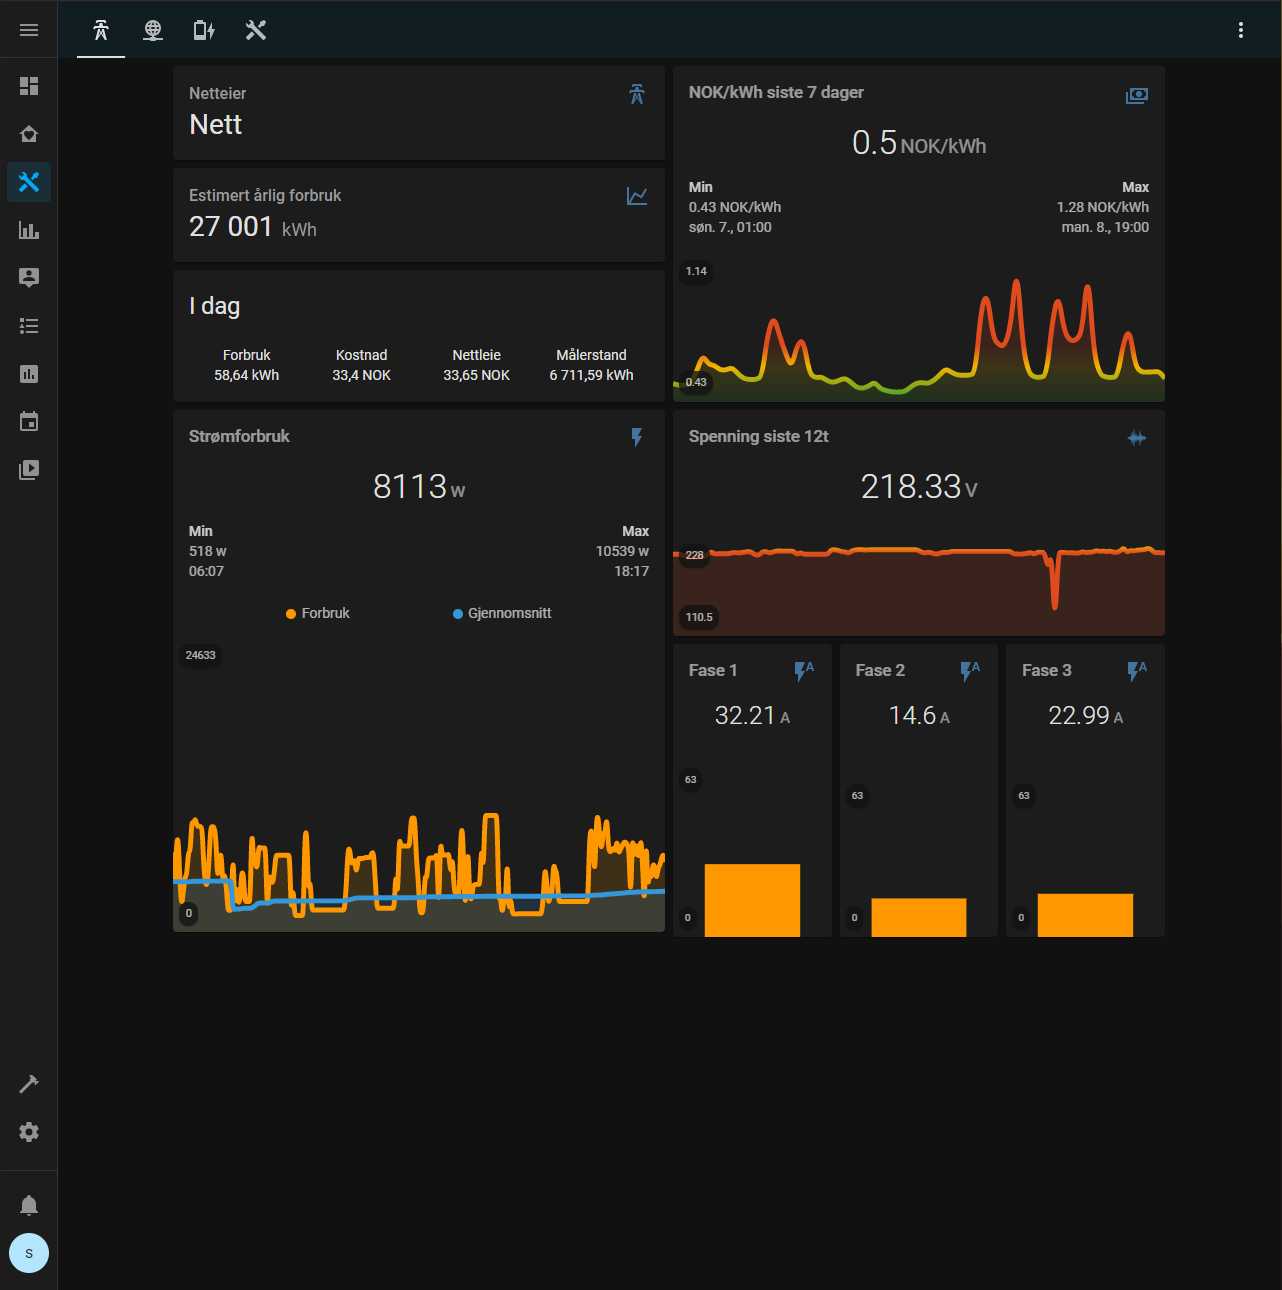 Netteier
Nett
Estimert årlig forbruk
27 001 kWh
I dag
Forbruk Kostnad Nettleie Målerstand
58,64 kWh 33,4 NOK 33,65 NOK 6 711,59 kWh
NOK/kWh siste 7 dager
0.5 NOK/kWh
Min Max
0.43 NOK/kWh 1.28 NOK/kWh
søn. 7., 01:00 man. 8., 19:00
1.14
0.43
Strømforbruk
8113 w
Min Max
518 w 10539 w
06:07 18:17
Forbruk Gjennomsnitt
24633
0
Spenning siste 12t
218.33 V
228
110.5
Fase 1
A
32.21 A
63
0
Fase 2
A
14.6 A
63
0
Fase 3
A
22.99 A
63
0
S